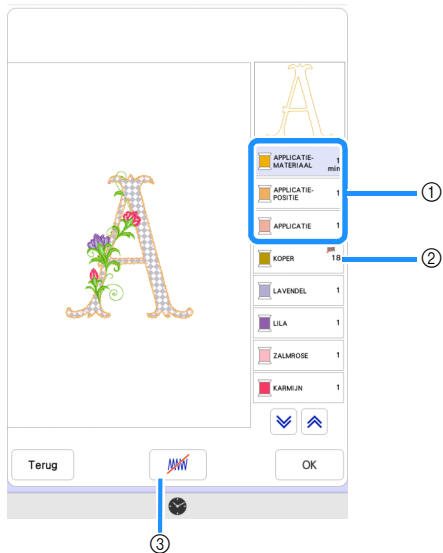 APPLICATIE-
MATERIAAL 1
min
APPLICATIE-
POSITIE 1
APPLICATIE 1
①
KOPER 18
②
LAVENDEL 1
LILA 1
ZALMROSE 1
KARMIJN 1
Terug
OK
③